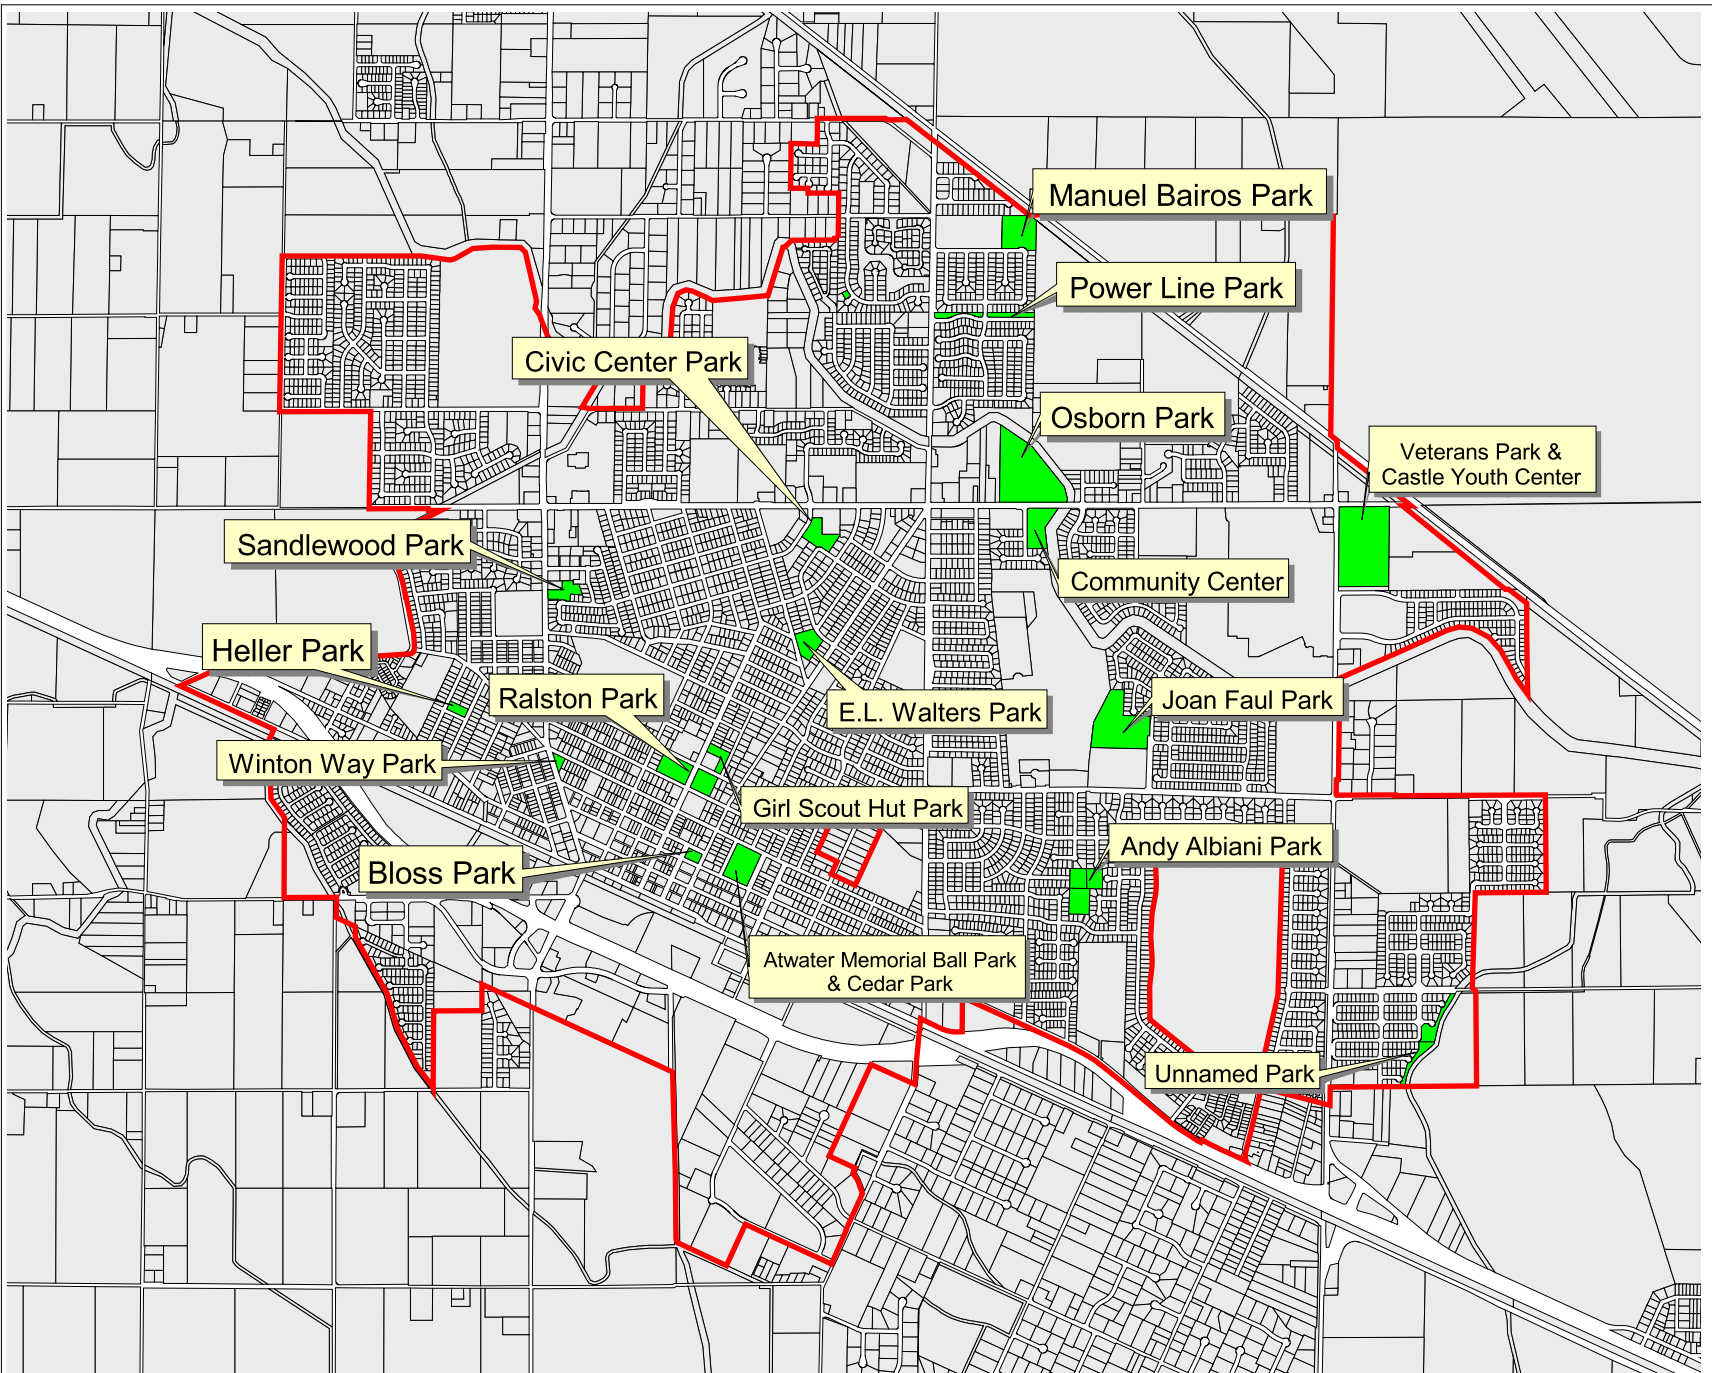 Manuel Bairos Park
Power Line Park
Civic Center Park
Osborn Park
Veterans Park &
Castle Youth Center
Sandlewood Park
Community Center
Heller Park
Ralston Park
E.L. Walters Park
Joan Faul Park
Winton Way Park
Girl Scout Hut Park
Andy Albiani Park
Bloss Park
Atwater Memorial Ball Park
& Cedar Park
Unnamed Park